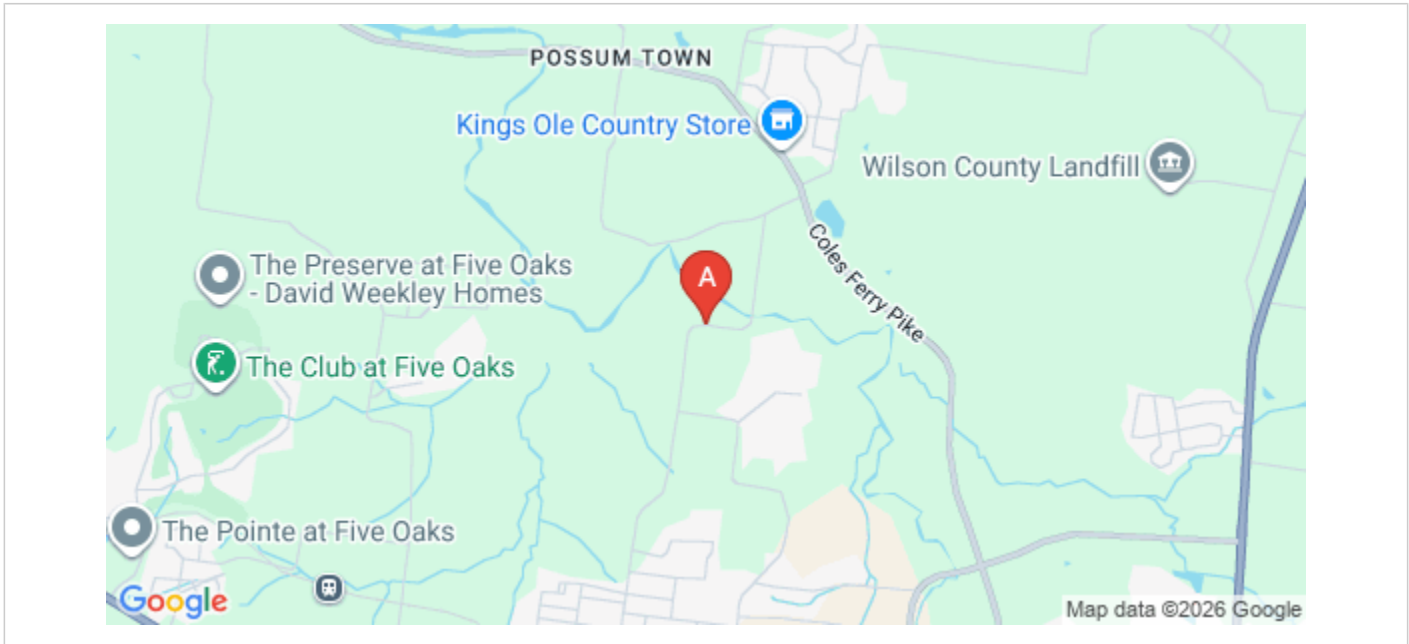 POSSUM TOWN
Kings Ole Country Store
Wilson County Landfill
Coles Ferry Pike
The Preserve at Five Oaks
- David Weekley Homes
A
The Club at Five Oaks
The Pointe at Five Oaks
Google
Map data ©2026 Google